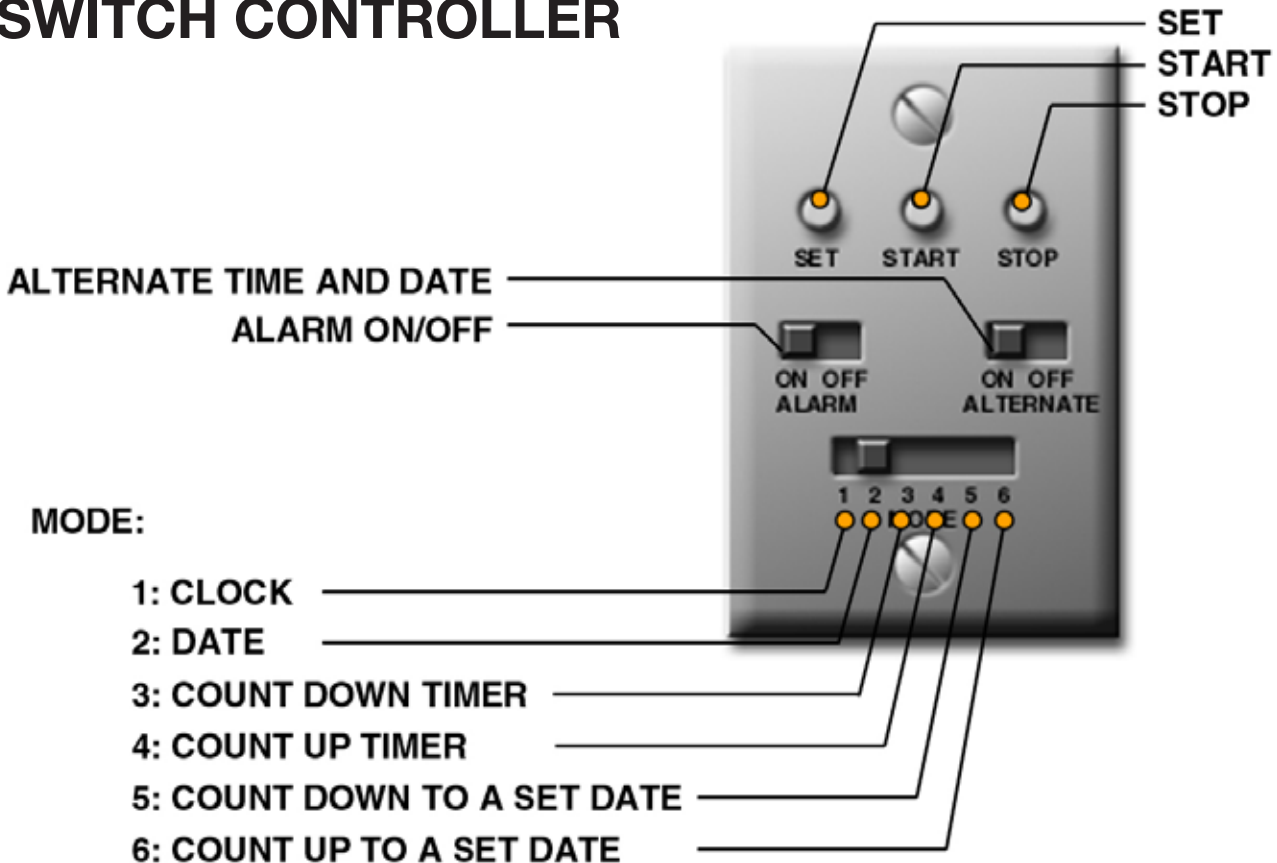 SWITCH CONTROLLER
SET
START
STOP
SET START STOP
ALTERNATE TIME AND DATE
ALARM ON/OFF
ON OFF
ALARM
ON OFF
ALTERNATE
1 2 3 4 5 6
MODE
MODE:
1: CLOCK
2: DATE
3: COUNT DOWN TIMER
4: COUNT UP TIMER
5: COUNT DOWN TO A SET DATE
6: COUNT UP TO A SET DATE